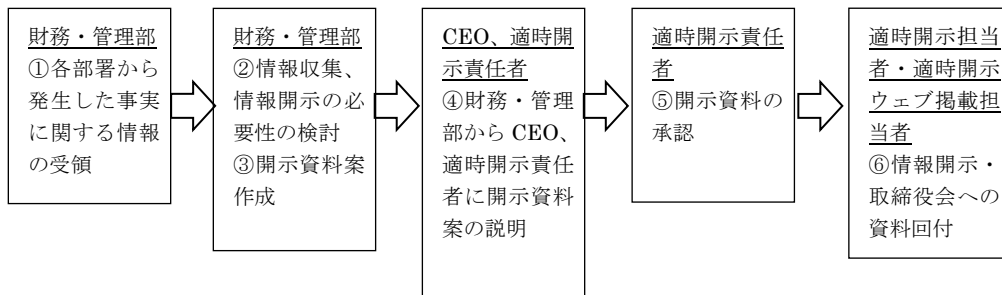 財務・管理部
①各部署から
発生した事実
に関する情報
の受領
財務・管理部
②情報収集、
情報開示の必
要性の検討
③開示資料案
作成
CEO、適時開
示責任者
④財務・管理
部から CEO、
適時開示責任
者に開示資料
案の説明
適時開示責任
者
⑤開示資料の
承認
適時開示担当
者・適時開示
ウェブ掲載担
当者
⑥情報開示・
取締役会への
資料回付